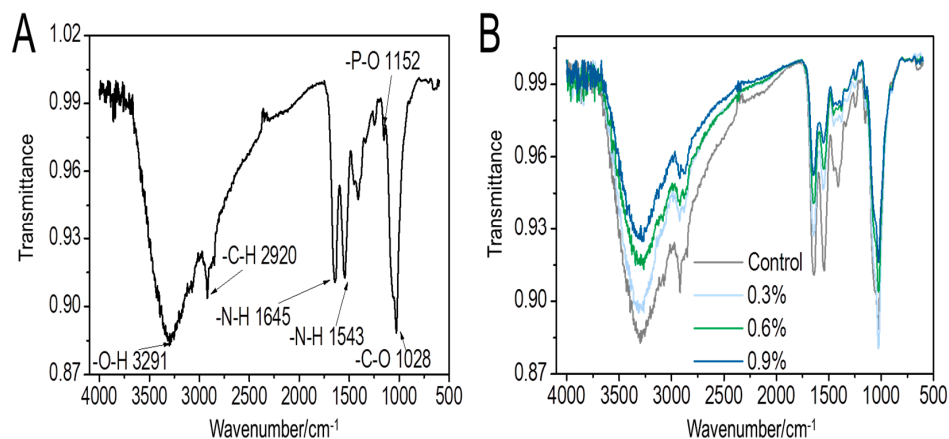 A
1.02
0.99
0.96
0.93
0.90
0.87
Transmittance
-P-O 1152
-C-H 2920
-N-H 1645
-N-H 1543
-O-H 3291
-C-O 1028
4000 3500 3000 2500 2000 1500 1000 500
Wavenumber/cm-1
B
0.99
0.96
0.93
0.90
0.87
Transmittance
Control
0.3%
0.6%
0.9%
4000 3500 3000 2500 2000 1500 1000 500
Wavenumber/cm-1